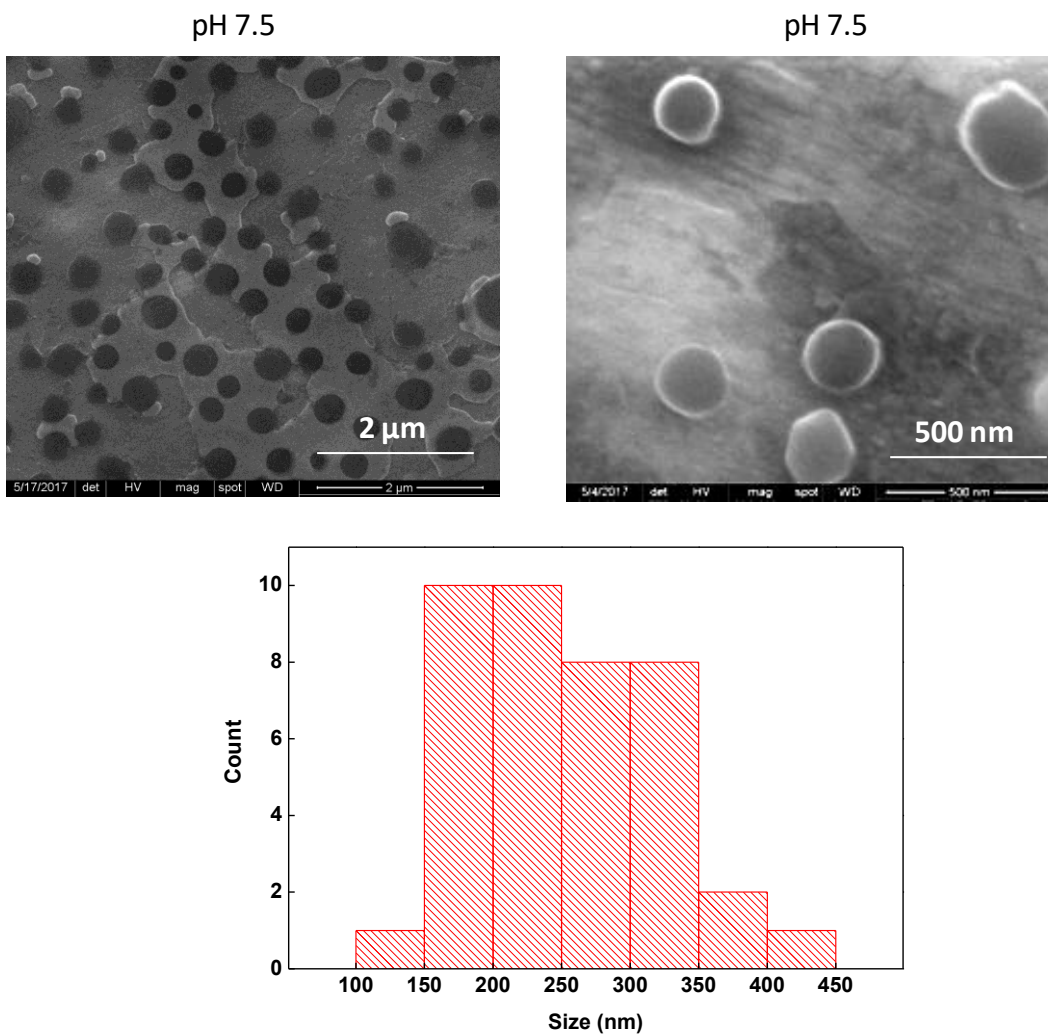 pH 7.5
pH 7.5
2 µm
500 nm
5/17/2017 det HV mag spot WD 2 µm
5/4/2017 det HV mag spot WD 500 nm
10
8
6
4
2
0
Count
100 150 200 250 300 350 400 450
Size (nm)